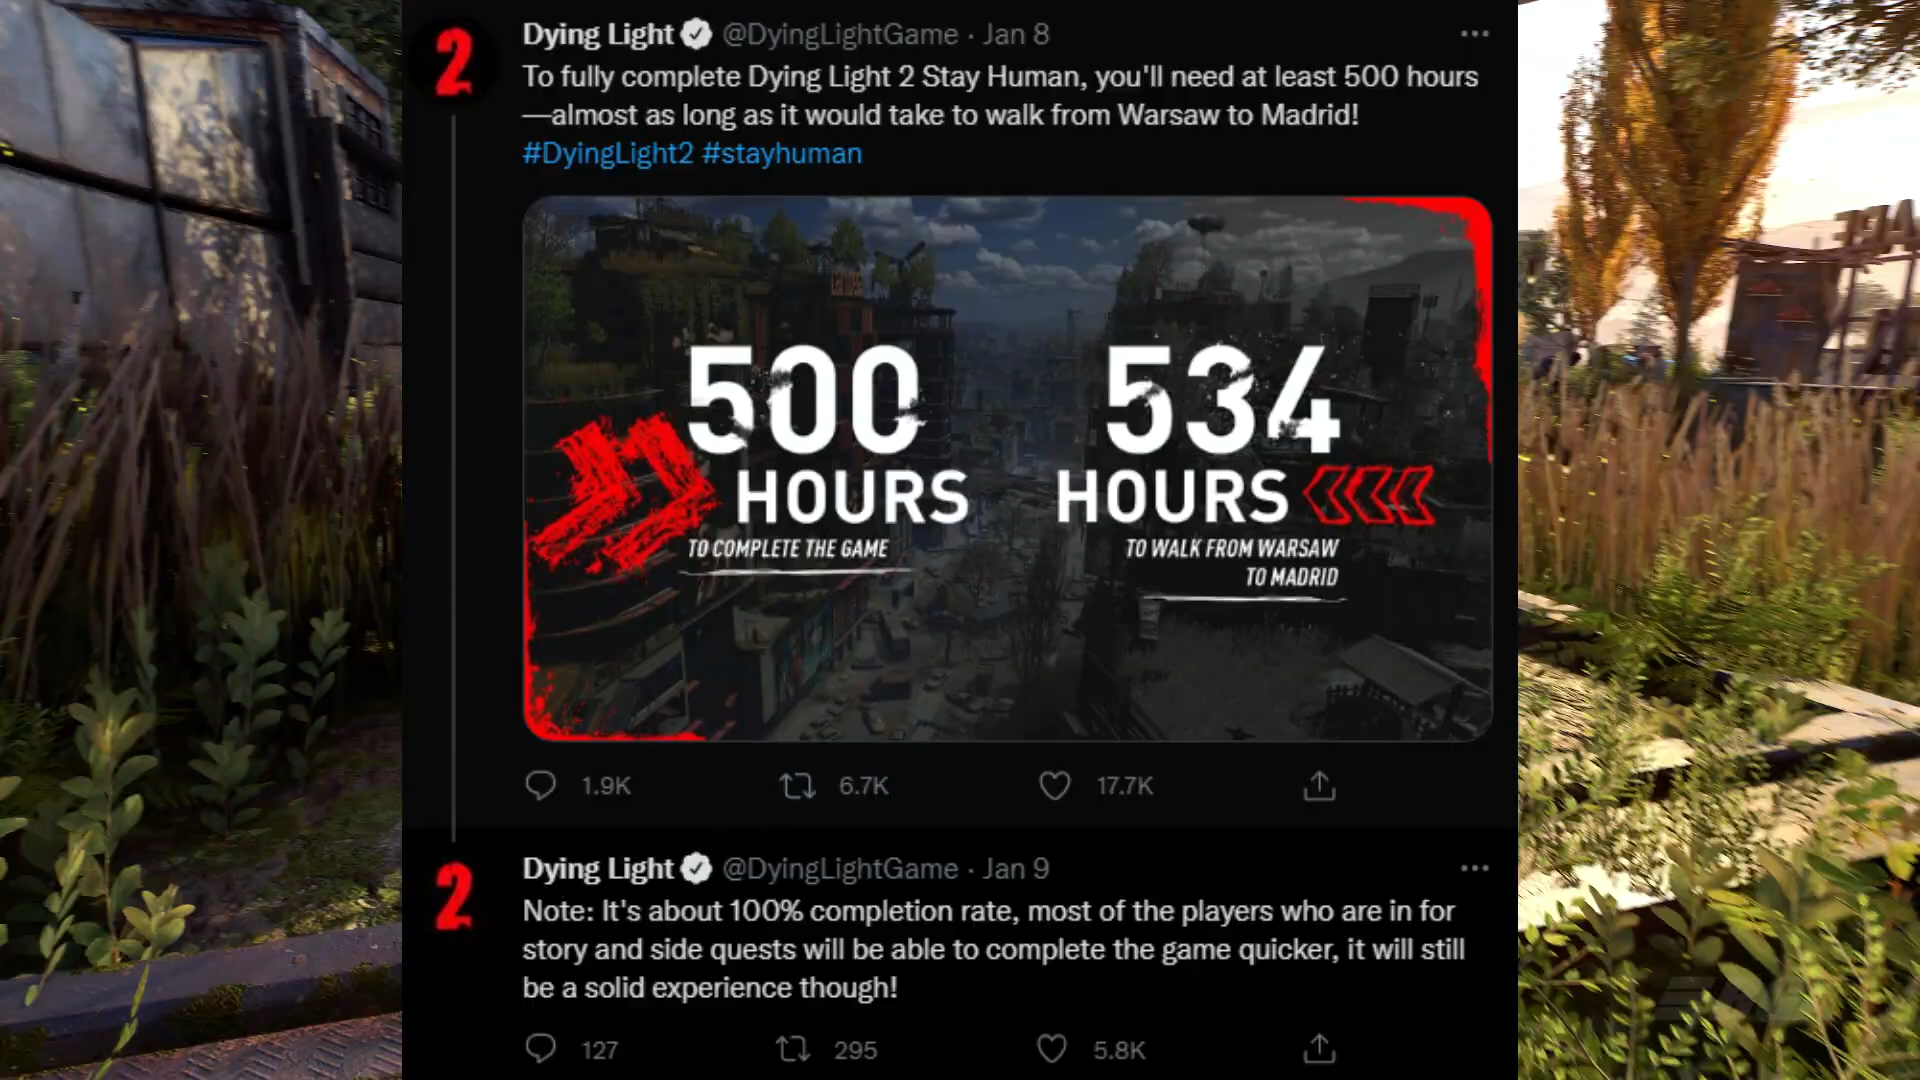 Dying Light @DyingLightGame · Jan 8
To fully complete Dying Light 2 Stay Human, you'll need at least 500 hours
—almost as long as it would take to walk from Warsaw to Madrid!
#DyingLight2 #stayhuman
500
HOURS
TO COMPLETE THE GAME
534
HOURS
TO WALK FROM WARSAW
TO MADRID
1.9K 6.7K 17.7K
2
Dying Light @DyingLightGame · Jan 9
Note: It's about 100% completion rate, most of the players who are in for
story and side quests will be able to complete the game quicker, it will still
be a solid experience though!
2
127 295 5.8K